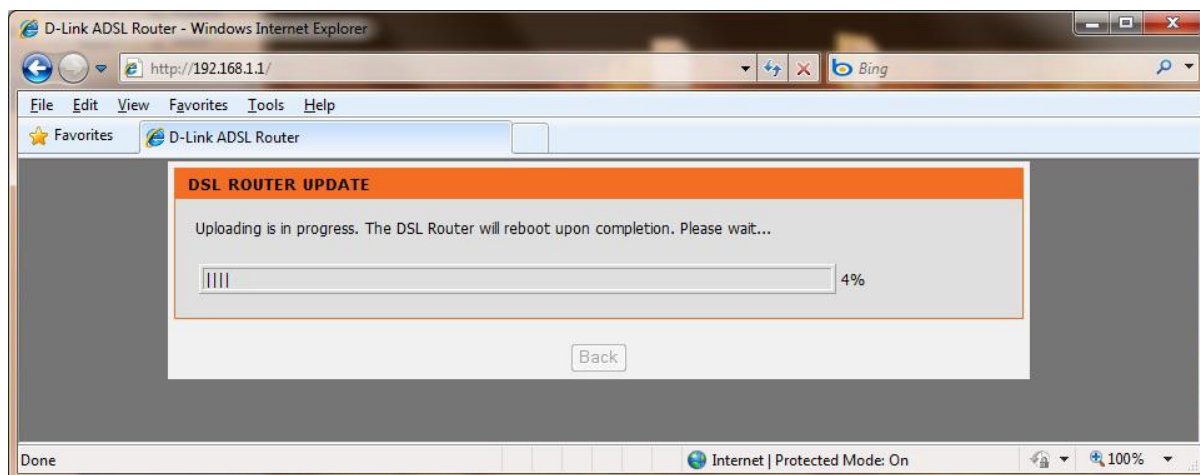 D-Link ADSL Router - Windows Internet Explorer
http://192.168.1.1/
Bing
File Edit View Favorites Tools Help
Favorites D-Link ADSL Router
DSL ROUTER UPDATE
Uploading is in progress. The DSL Router will reboot upon completion. Please wait...
|||| 4%
Back
Done Internet | Protected Mode: On 100%